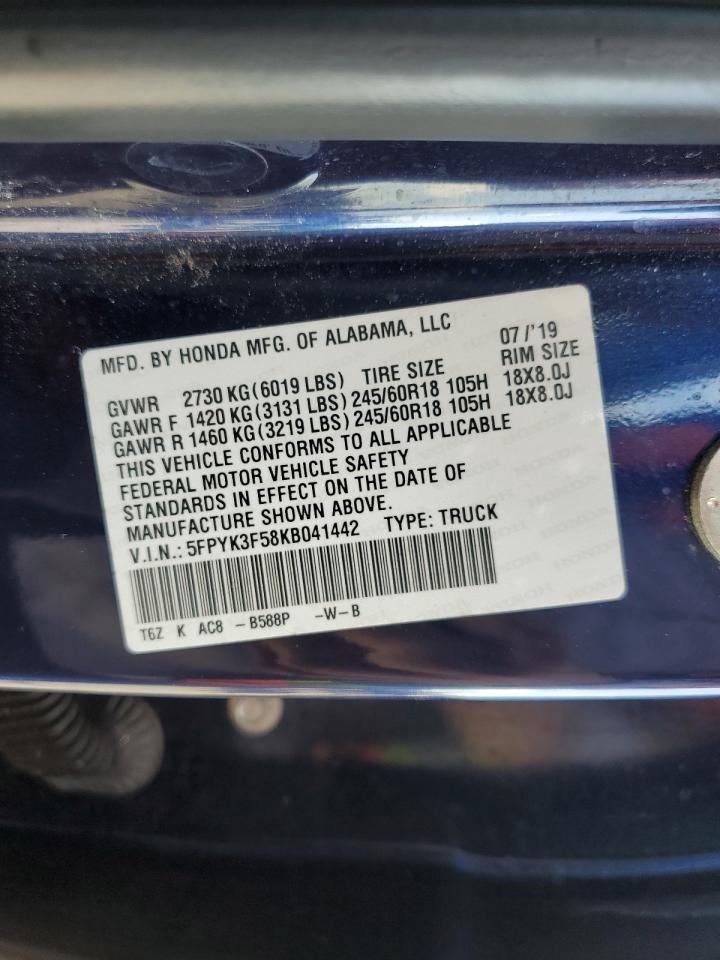 MFD. BY HONDA MFG. OF ALABAMA, LLC 07/'19
GVWR 2730 KG(6019 LBS) TIRE SIZE RIM SIZE
GAWR F 1420 KG(3131 LBS) 245/60R18 105H 18X8.0J
GAWR R 1460 KG(3219 LBS) 245/60R18 105H 18X8.0J
THIS VEHICLE CONFORMS TO ALL APPLICABLE
FEDERAL MOTOR VEHICLE SAFETY
STANDARDS IN EFFECT ON THE DATE OF
MANUFACTURE SHOWN ABOVE.
V.I.N.: 5FPYK3F58KB041442 TYPE: TRUCK
T6Z K AC8 -B588P -W-B